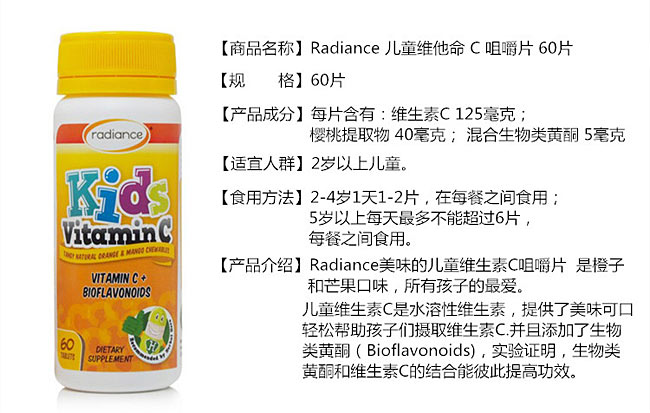 radiance
Kids
Vitamin C
TANGY NATURAL ORANGE & MANGO CHEWABLES
VITAMIN C +
BIOFLAVONOIDS
60
TABLETS
DIETARY
SUPPLEMENT
【商品名称】Radiance 儿童维他命 C 咀嚼片 60片
【规　　格】60片
【产品成分】每片含有：维生素C 125毫克；
樱桃提取物 40毫克； 混合生物类黄酮 5毫克
【适宜人群】2岁以上儿童。
【食用方法】2-4岁1天1-2片，在每餐之间食用；
5岁以上每天最多不能超过6片，
每餐之间食用。
【产品介绍】Radiance美味的儿童维生素C咀嚼片 是橙子
和芒果口味，所有孩子的最爱。
儿童维生素C是水溶性维生素，提供了美味可口
轻松帮助孩子们摄取维生素C.并且添加了生物
类黄酮（Bioflavonoids)，实验证明，生物类
黄酮和维生素C的结合能彼此提高功效。